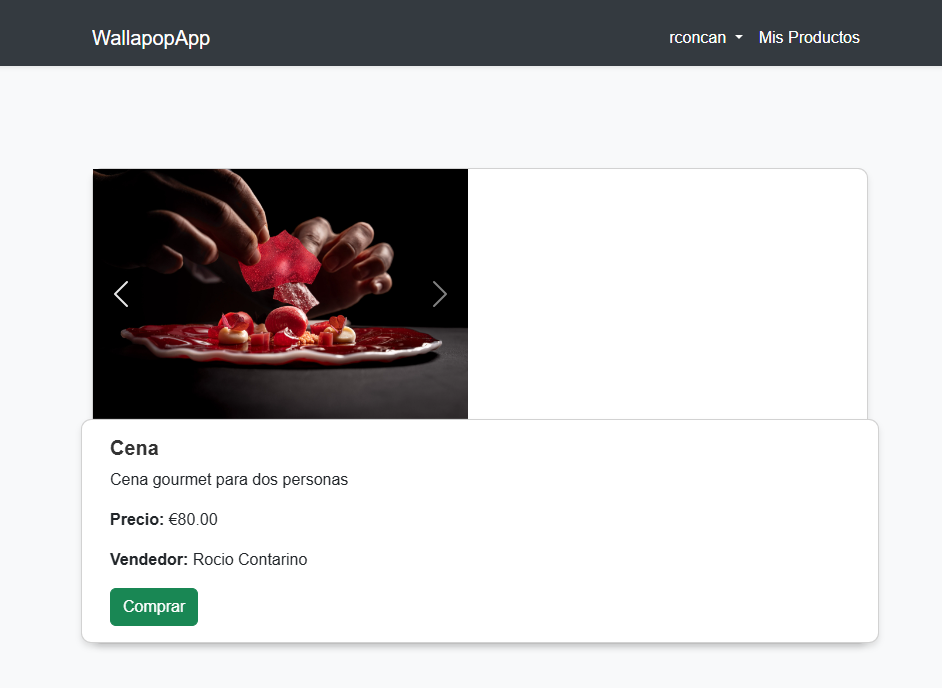 WallapopApp
rconcan Mis Productos
Cena
Cena gourmet para dos personas
Precio: €80.00
Vendedor: Rocio Contarino
Comprar